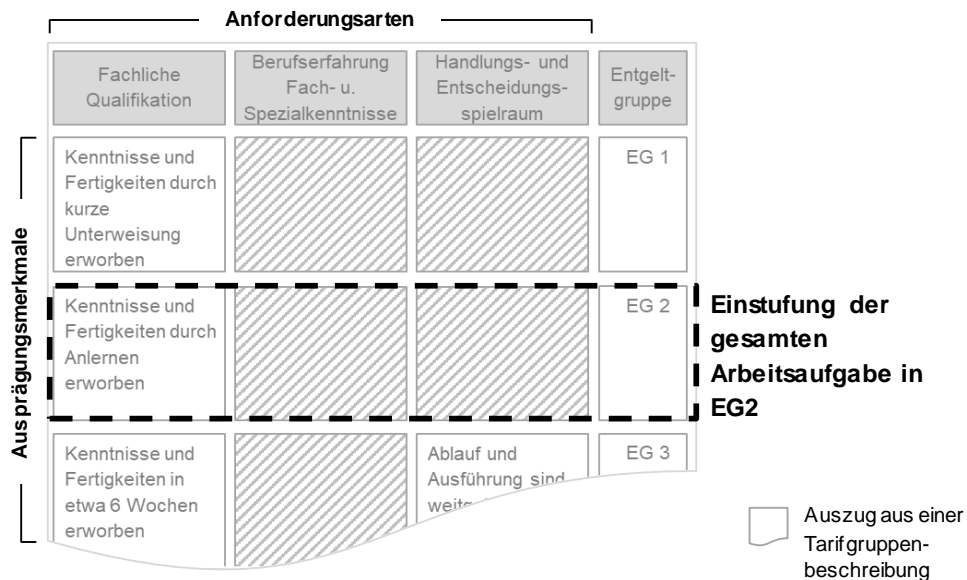 Anforderungsarten
Fachliche
Qualifikation
Berufserfahrung
Fach- u.
Spezialkenntnisse
Handlungs- und
Entscheidungs-
spielraum
Entgelt-
gruppe
Ausprägungsmerkmale
Kenntnisse und
Fertigkeiten durch
kurze
Unterweisung
erworben
EG 1
Kenntnisse und
Fertigkeiten durch
Anlernen
erworben
EG 2
Einstufung der
gesamten
Arbeitsaufgabe in
EG2
Kenntnisse und
Fertigkeiten in
etwa 6 Wochen
erworben
Ablauf und
Ausführung sind
EG 3
Auszug aus einer
Tarifgruppen-
beschreibung